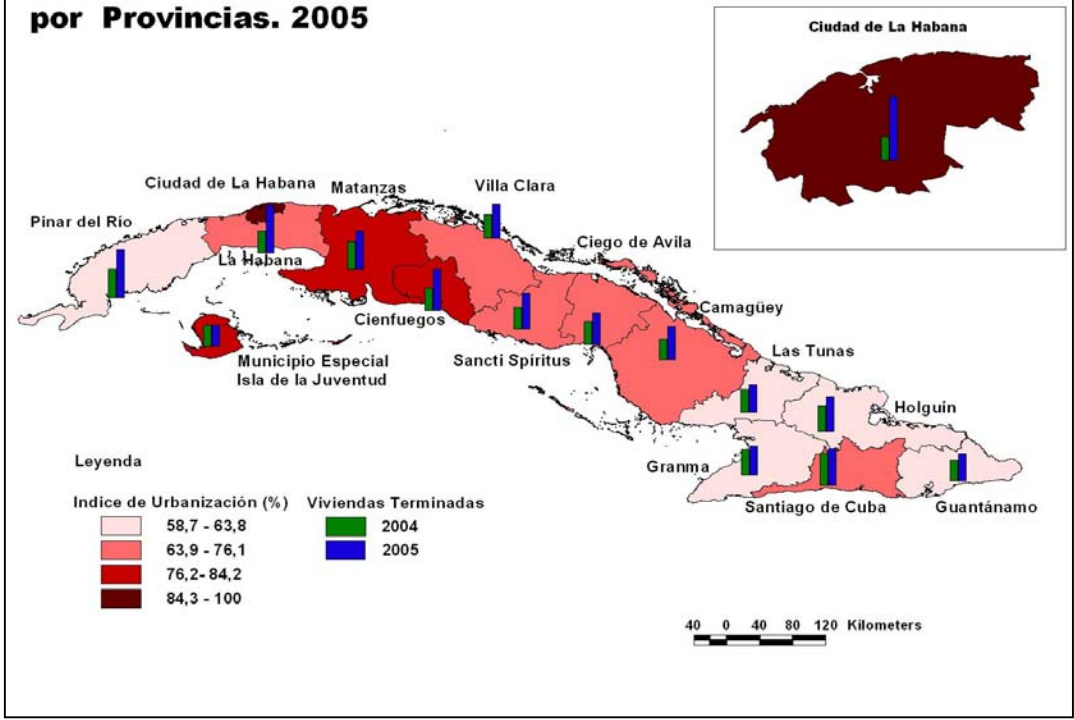 por Provincias. 2005
Ciudad de La Habana
Ciudad de La Habana
Matanzas
Villa Clara
Pinar del Río
Ciego de Avila
La Habana
Camagüey
Cienfuegos
Municipio Especial
Isla de la Juventud
Sancti Spíritus
Las Tunas
Holguín
Granma
Santiago de Cuba
Guantánamo
Leyenda
Indice de Urbanización (%)
58,7 - 63,8
63,9 - 76,1
76,2- 84,2
84,3 - 100
Viviendas Terminadas
2004
2005
40 0 40 80 120 Kilometers